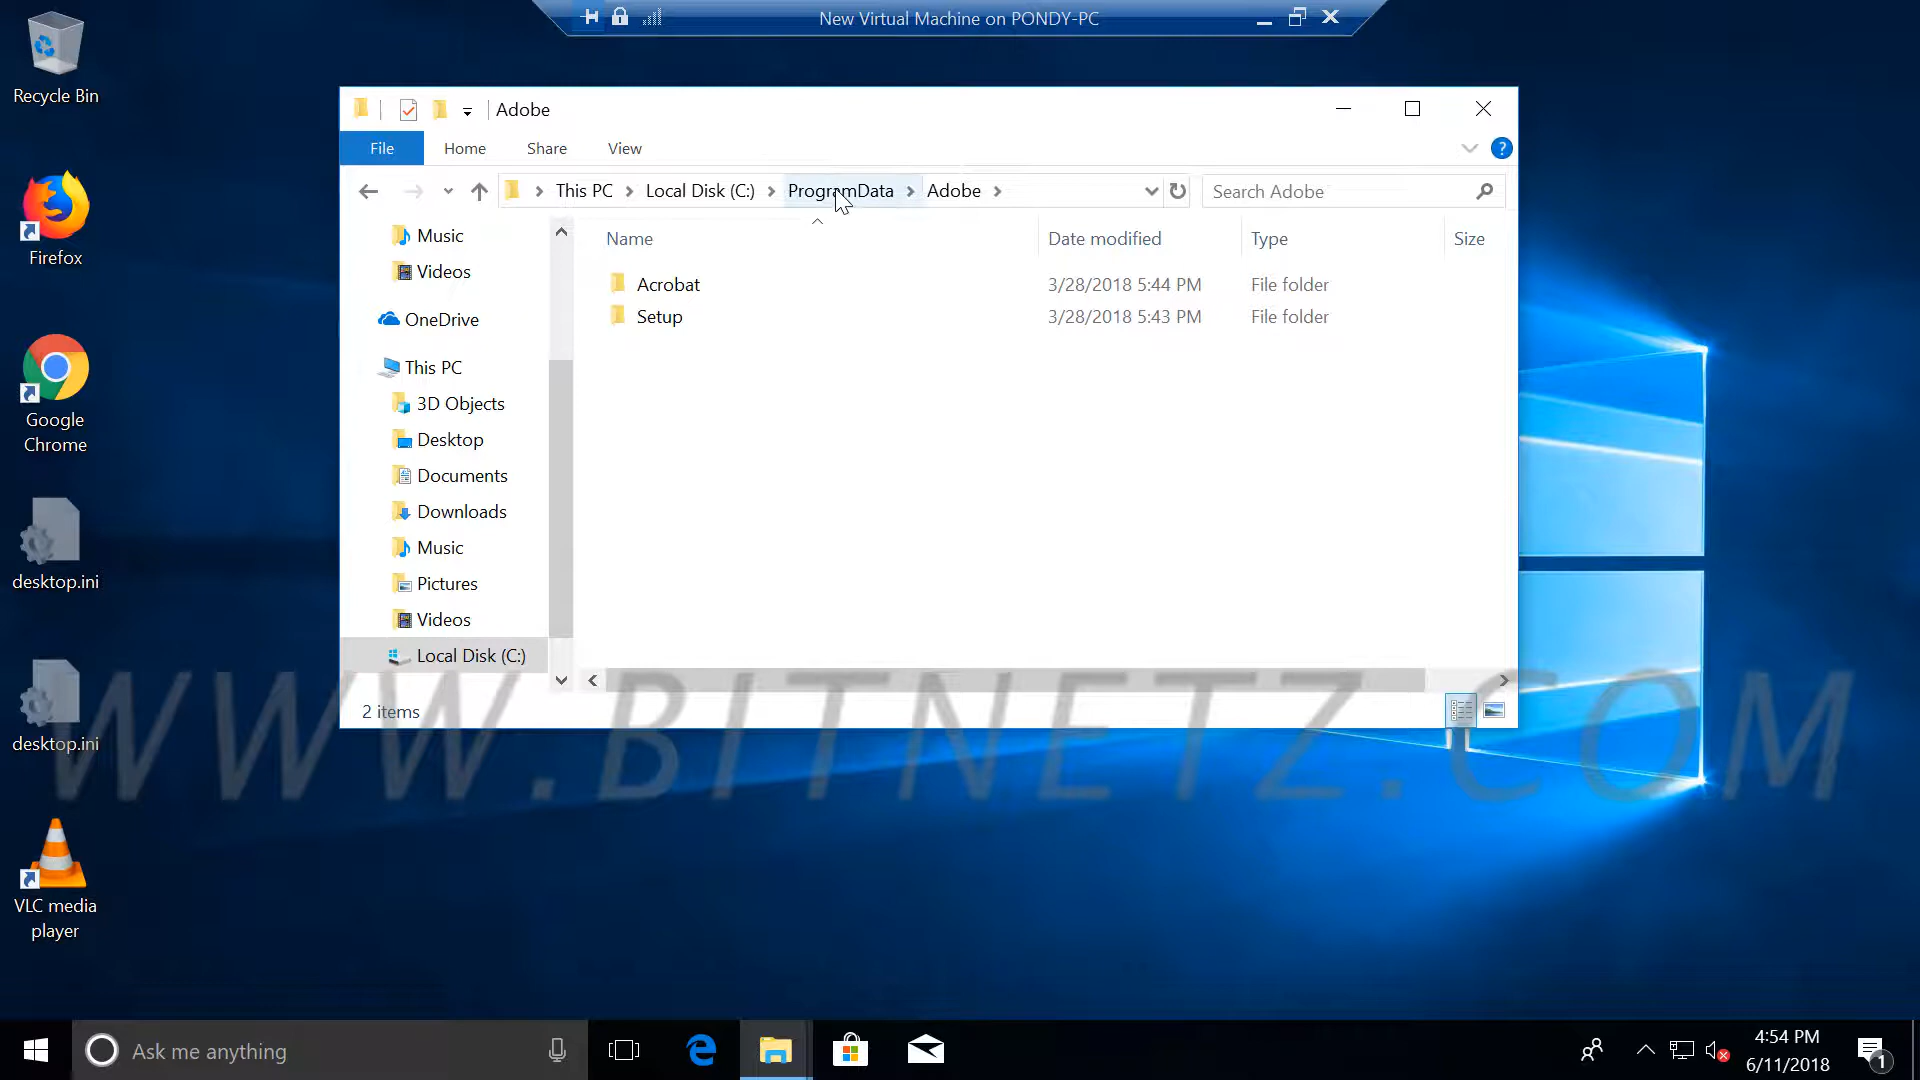 New Virtual Machine on PONDY-PC
Recycle Bin
Firefox
Google
Chrome
desktop.ini
desktop.ini
VLC media
player
Adobe
File
Home
Share
View
?
This PC
Local Disk (C:)
ProgramData
Adobe
Search Adobe
Music
Videos
OneDrive
This PC
3D Objects
Desktop
Documents
Downloads
Music
Pictures
Videos
Local Disk (C:)
Name
Date modified
Type
Size
Acrobat
3/28/2018 5:44 PM
File folder
Setup
3/28/2018 5:43 PM
File folder
2 items
WWW.BITNETZ.COM
Ask me anything
4:54 PM
6/11/2018
1